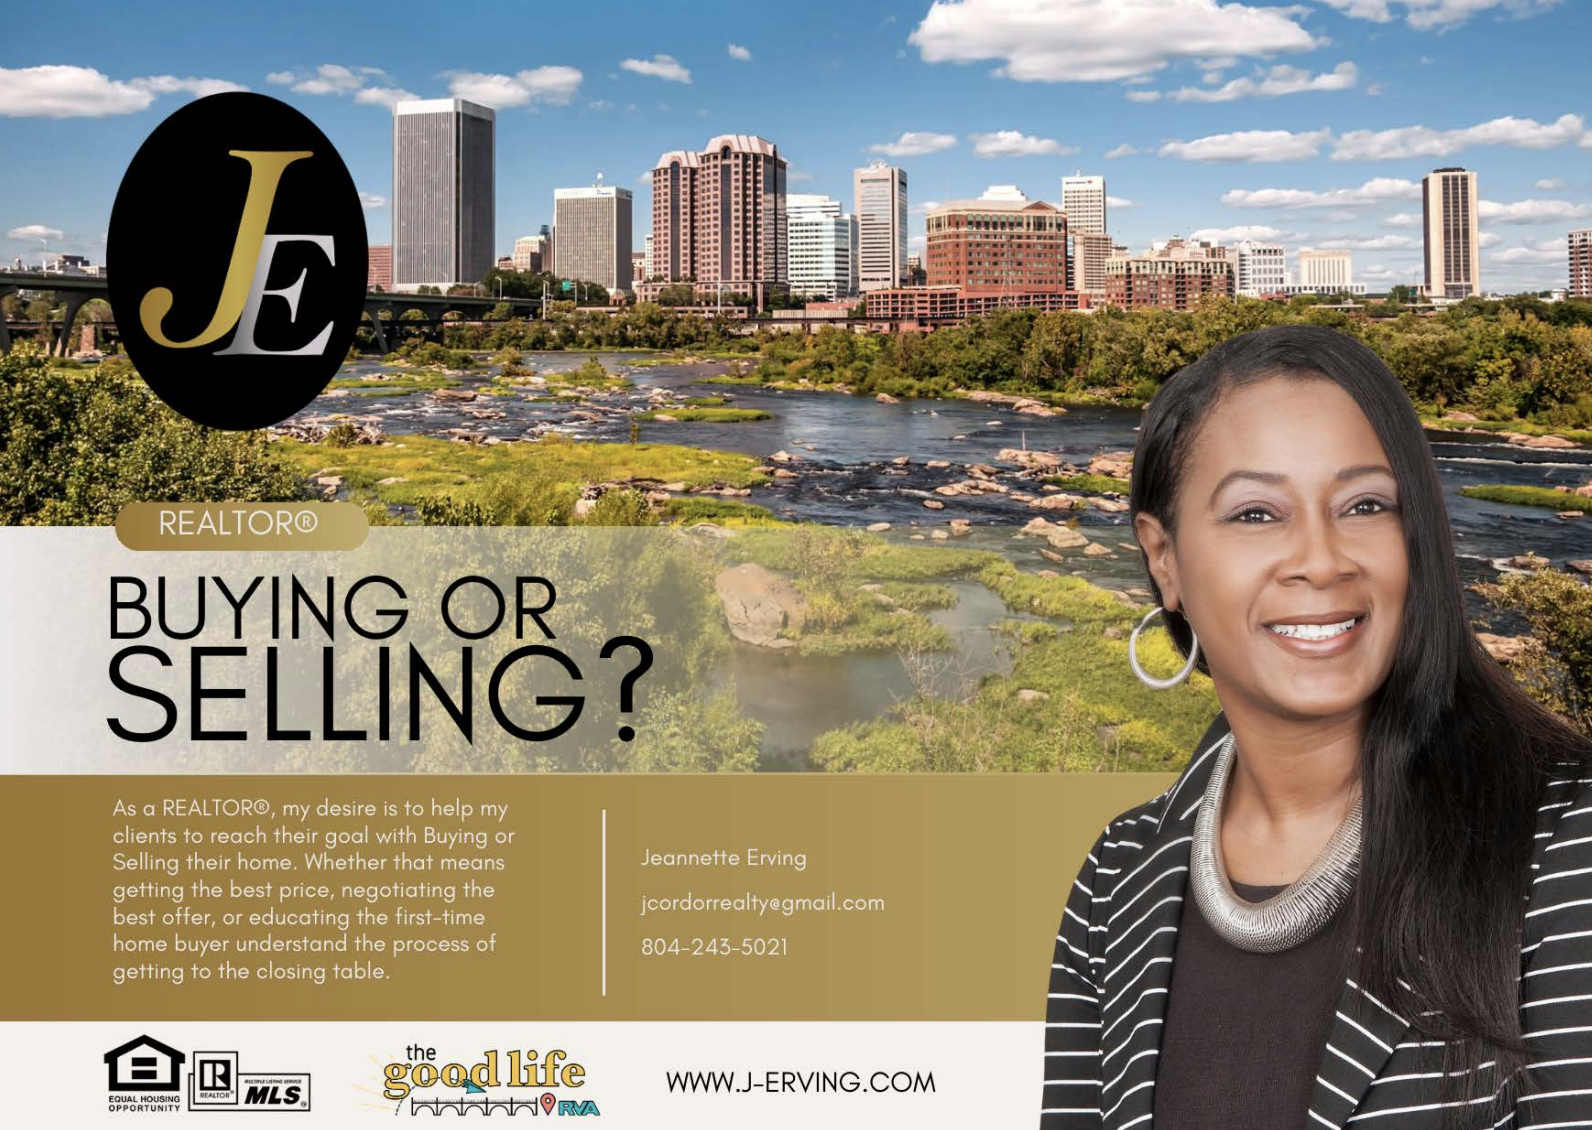 JE
REALTOR®
BUYING OR
SELLING?
As a REALTOR®, my desire is to help my
clients to reach their goal with Buying or
Selling their home. Whether that means
getting the best price, negotiating the
best offer, or educating the first-time
home buyer understand the process of
getting to the closing table.
Jeannette Erving
jcordorrealty@gmail.com
804-243-5021
EQUAL HOUSING
OPPORTUNITY
R
REALTOR®
MULTIPLE LISTING SERVICE
MLS®
the
good life
RVA
WWW.J-ERVING.COM